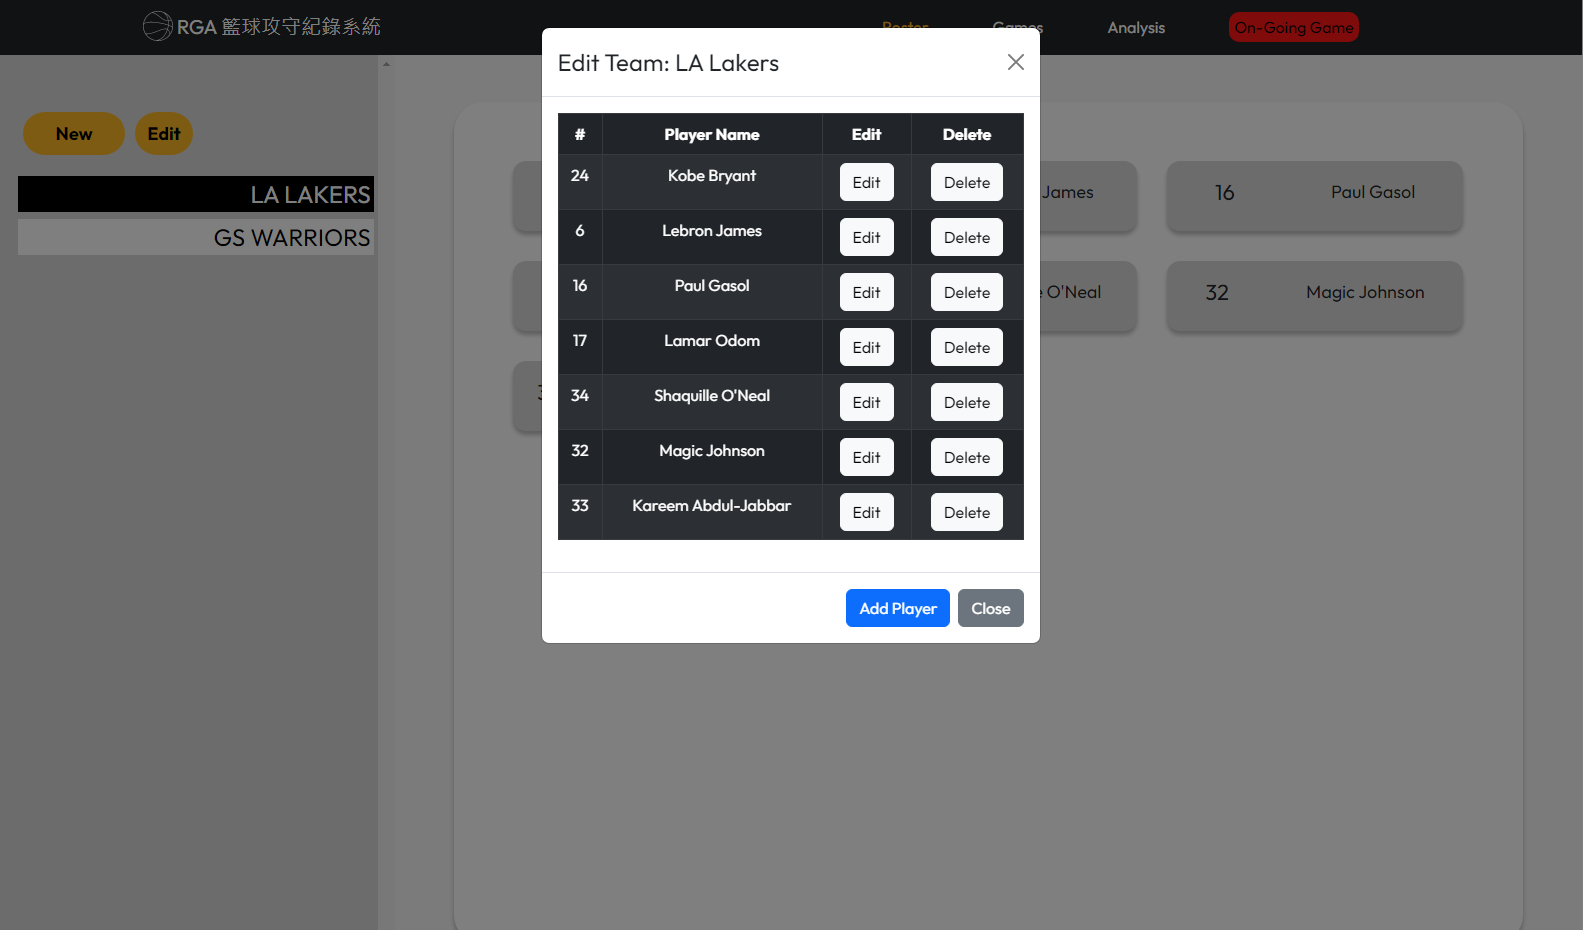 RGA 籃球攻守紀錄系統
Roster
Games
Analysis
On-Going Game
New
Edit
LA LAKERS
GS WARRIORS
Edit Team: LA Lakers
# Player Name Edit Delete
24 Kobe Bryant Edit Delete
6 Lebron James Edit Delete
16 Paul Gasol Edit Delete
17 Lamar Odom Edit Delete
34 Shaquille O'Neal Edit Delete
32 Magic Johnson Edit Delete
33 Kareem Abdul-Jabbar Edit Delete
Add Player
Close
James
16 Paul Gasol
O'Neal
32 Magic Johnson